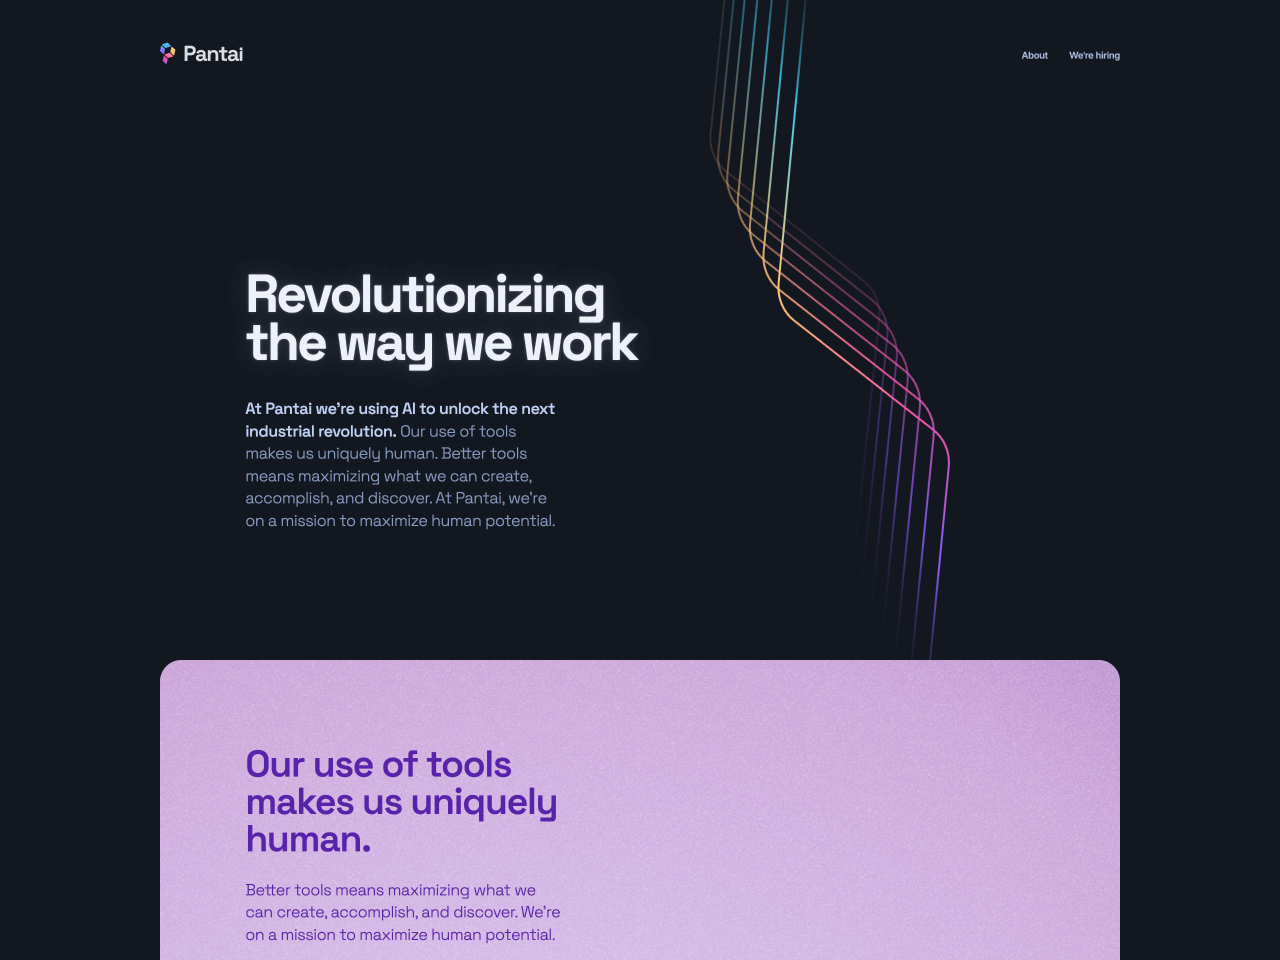 Pantai
About
We're hiring
Revolutionizing
the way we work
At Pantai we’re using AI to unlock the next
industrial revolution. Our use of tools
makes us uniquely human. Better tools
means maximizing what we can create,
accomplish, and discover. At Pantai, we’re
on a mission to maximize human potential.
Our use of tools
makes us uniquely
human.
Better tools means maximizing what we
can create, accomplish, and discover. We’re
on a mission to maximize human potential.